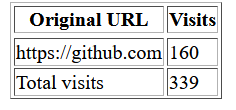 Original URL Visits
https://github.com 160
Total visits 339